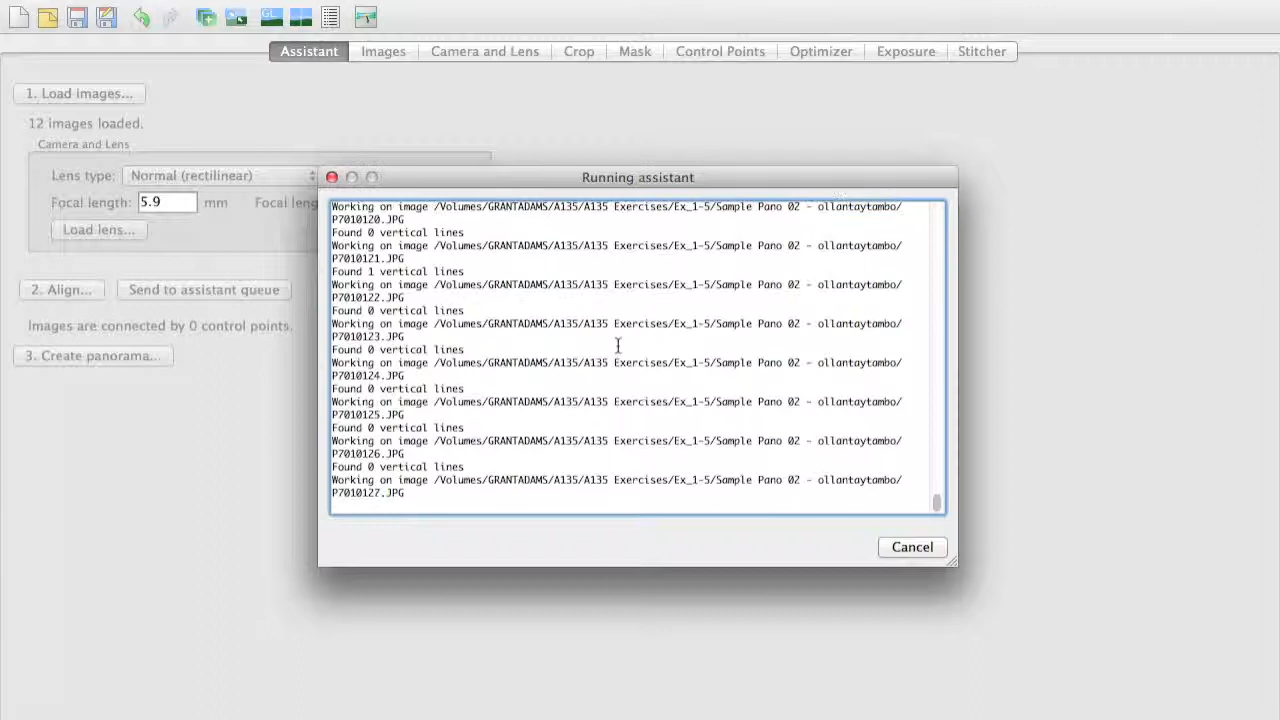 GL
Assistant Images Camera and Lens Crop Mask Control Points Optimizer Exposure Stitcher
1. Load images...
12 images loaded.
Camera and Lens
Lens type: Normal (rectilinear)
Focal length: 5.9 mm Focal leng
Load lens...
2. Align... Send to assistant queue
Images are connected by 0 control points.
3. Create panorama...
Running assistant
Working on image /Volumes/GRANTADAMS/A135/A135 Exercises/Ex_1-5/Sample Pano 02 - ollantaytambo/
P7010120.JPG
Found 0 vertical lines
Working on image /Volumes/GRANTADAMS/A135/A135 Exercises/Ex_1-5/Sample Pano 02 - ollantaytambo/
P7010121.JPG
Found 1 vertical lines
Working on image /Volumes/GRANTADAMS/A135/A135 Exercises/Ex_1-5/Sample Pano 02 - ollantaytambo/
P7010122.JPG
Found 0 vertical lines
Working on image /Volumes/GRANTADAMS/A135/A135 Exercises/Ex_1-5/Sample Pano 02 - ollantaytambo/
P7010123.JPG
Found 0 vertical lines
Working on image /Volumes/GRANTADAMS/A135/A135 Exercises/Ex_1-5/Sample Pano 02 - ollantaytambo/
P7010124.JPG
Found 0 vertical lines
Working on image /Volumes/GRANTADAMS/A135/A135 Exercises/Ex_1-5/Sample Pano 02 - ollantaytambo/
P7010125.JPG
Found 0 vertical lines
Working on image /Volumes/GRANTADAMS/A135/A135 Exercises/Ex_1-5/Sample Pano 02 - ollantaytambo/
P7010126.JPG
Found 0 vertical lines
Working on image /Volumes/GRANTADAMS/A135/A135 Exercises/Ex_1-5/Sample Pano 02 - ollantaytambo/
P7010127.JPG
Cancel